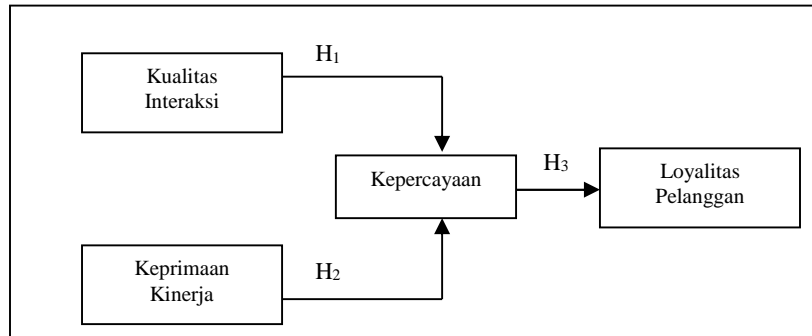 H1
Kualitas
Interaksi
Kepercayaan
H3
Loyalitas
Pelanggan
Keprimaan
Kinerja
H2